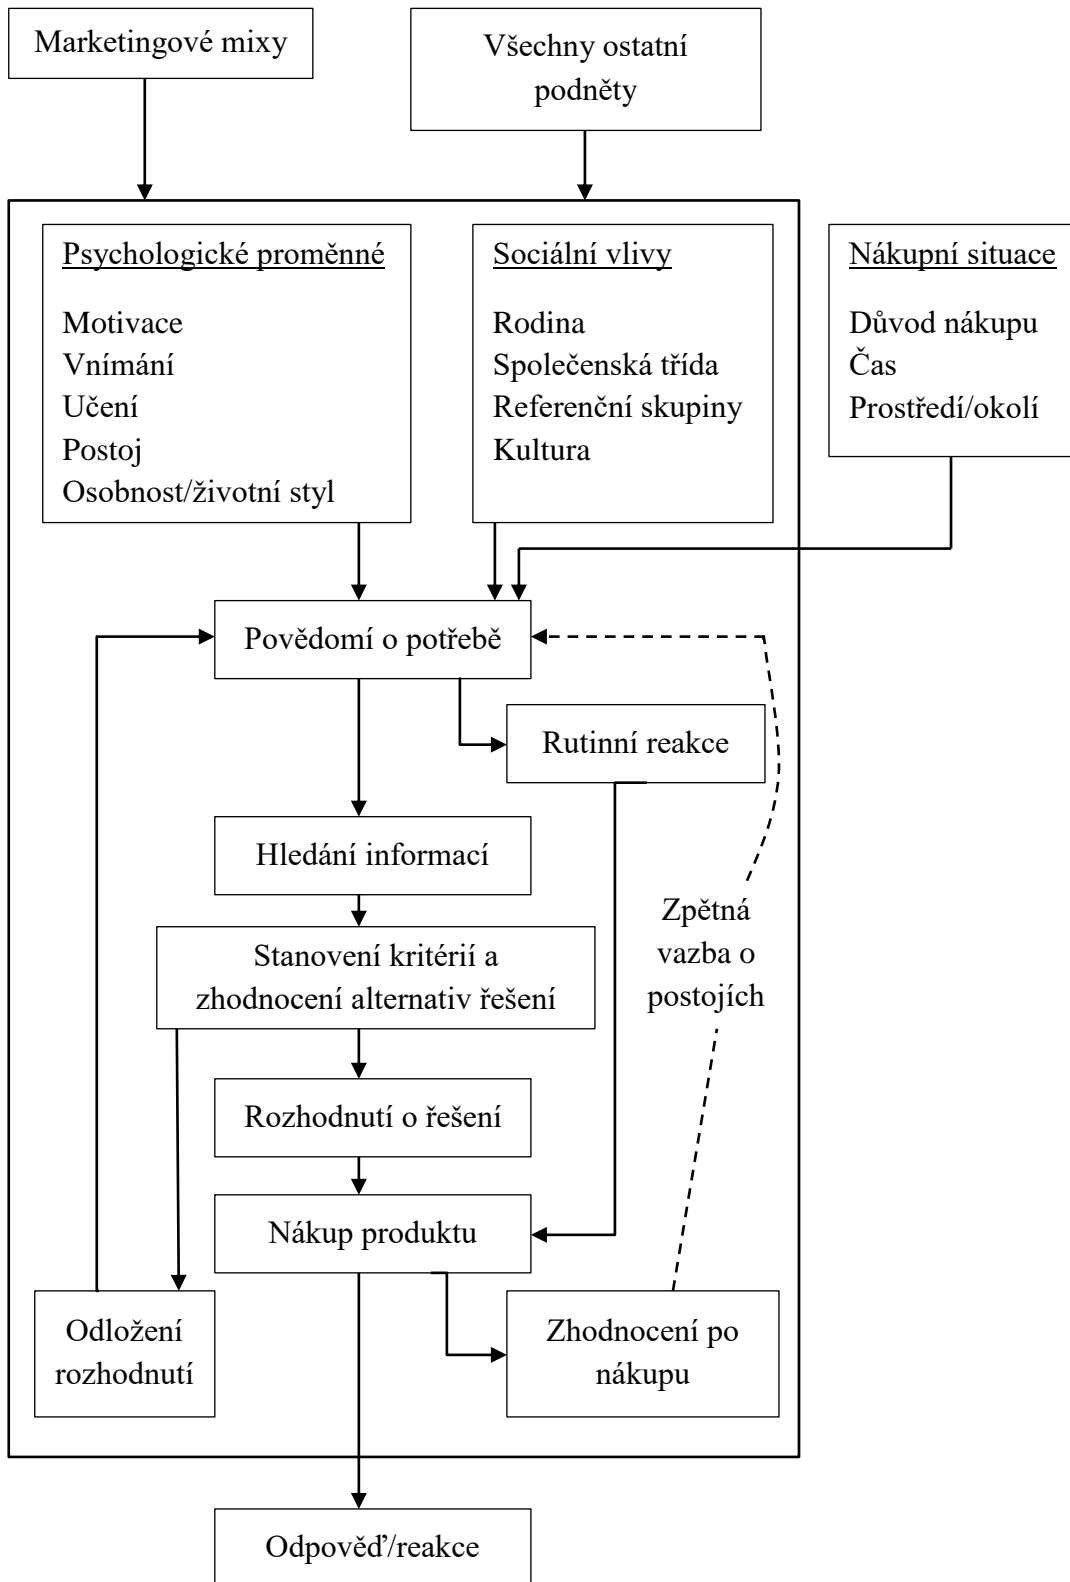 Marketingové mixy
Všechny ostatní
podněty
Psychologické proměnné
Motivace
Vnímání
Učení
Postoj
Osobnost/životní styl
Sociální vlivy
Rodina
Společenská třída
Referenční skupiny
Kultura
Nákupní situace
Důvod nákupu
Čas
Prostředí/okolí
Povědomí o potřebě
Rutinní reakce
Hledání informací
Zpětná
vazba o
postojích
Stanovení kritérií a
zhodnocení alternativ řešení
Rozhodnutí o řešení
Nákup produktu
Odložení
rozhodnutí
Zhodnocení po
nákupu
Odpověď/reakce